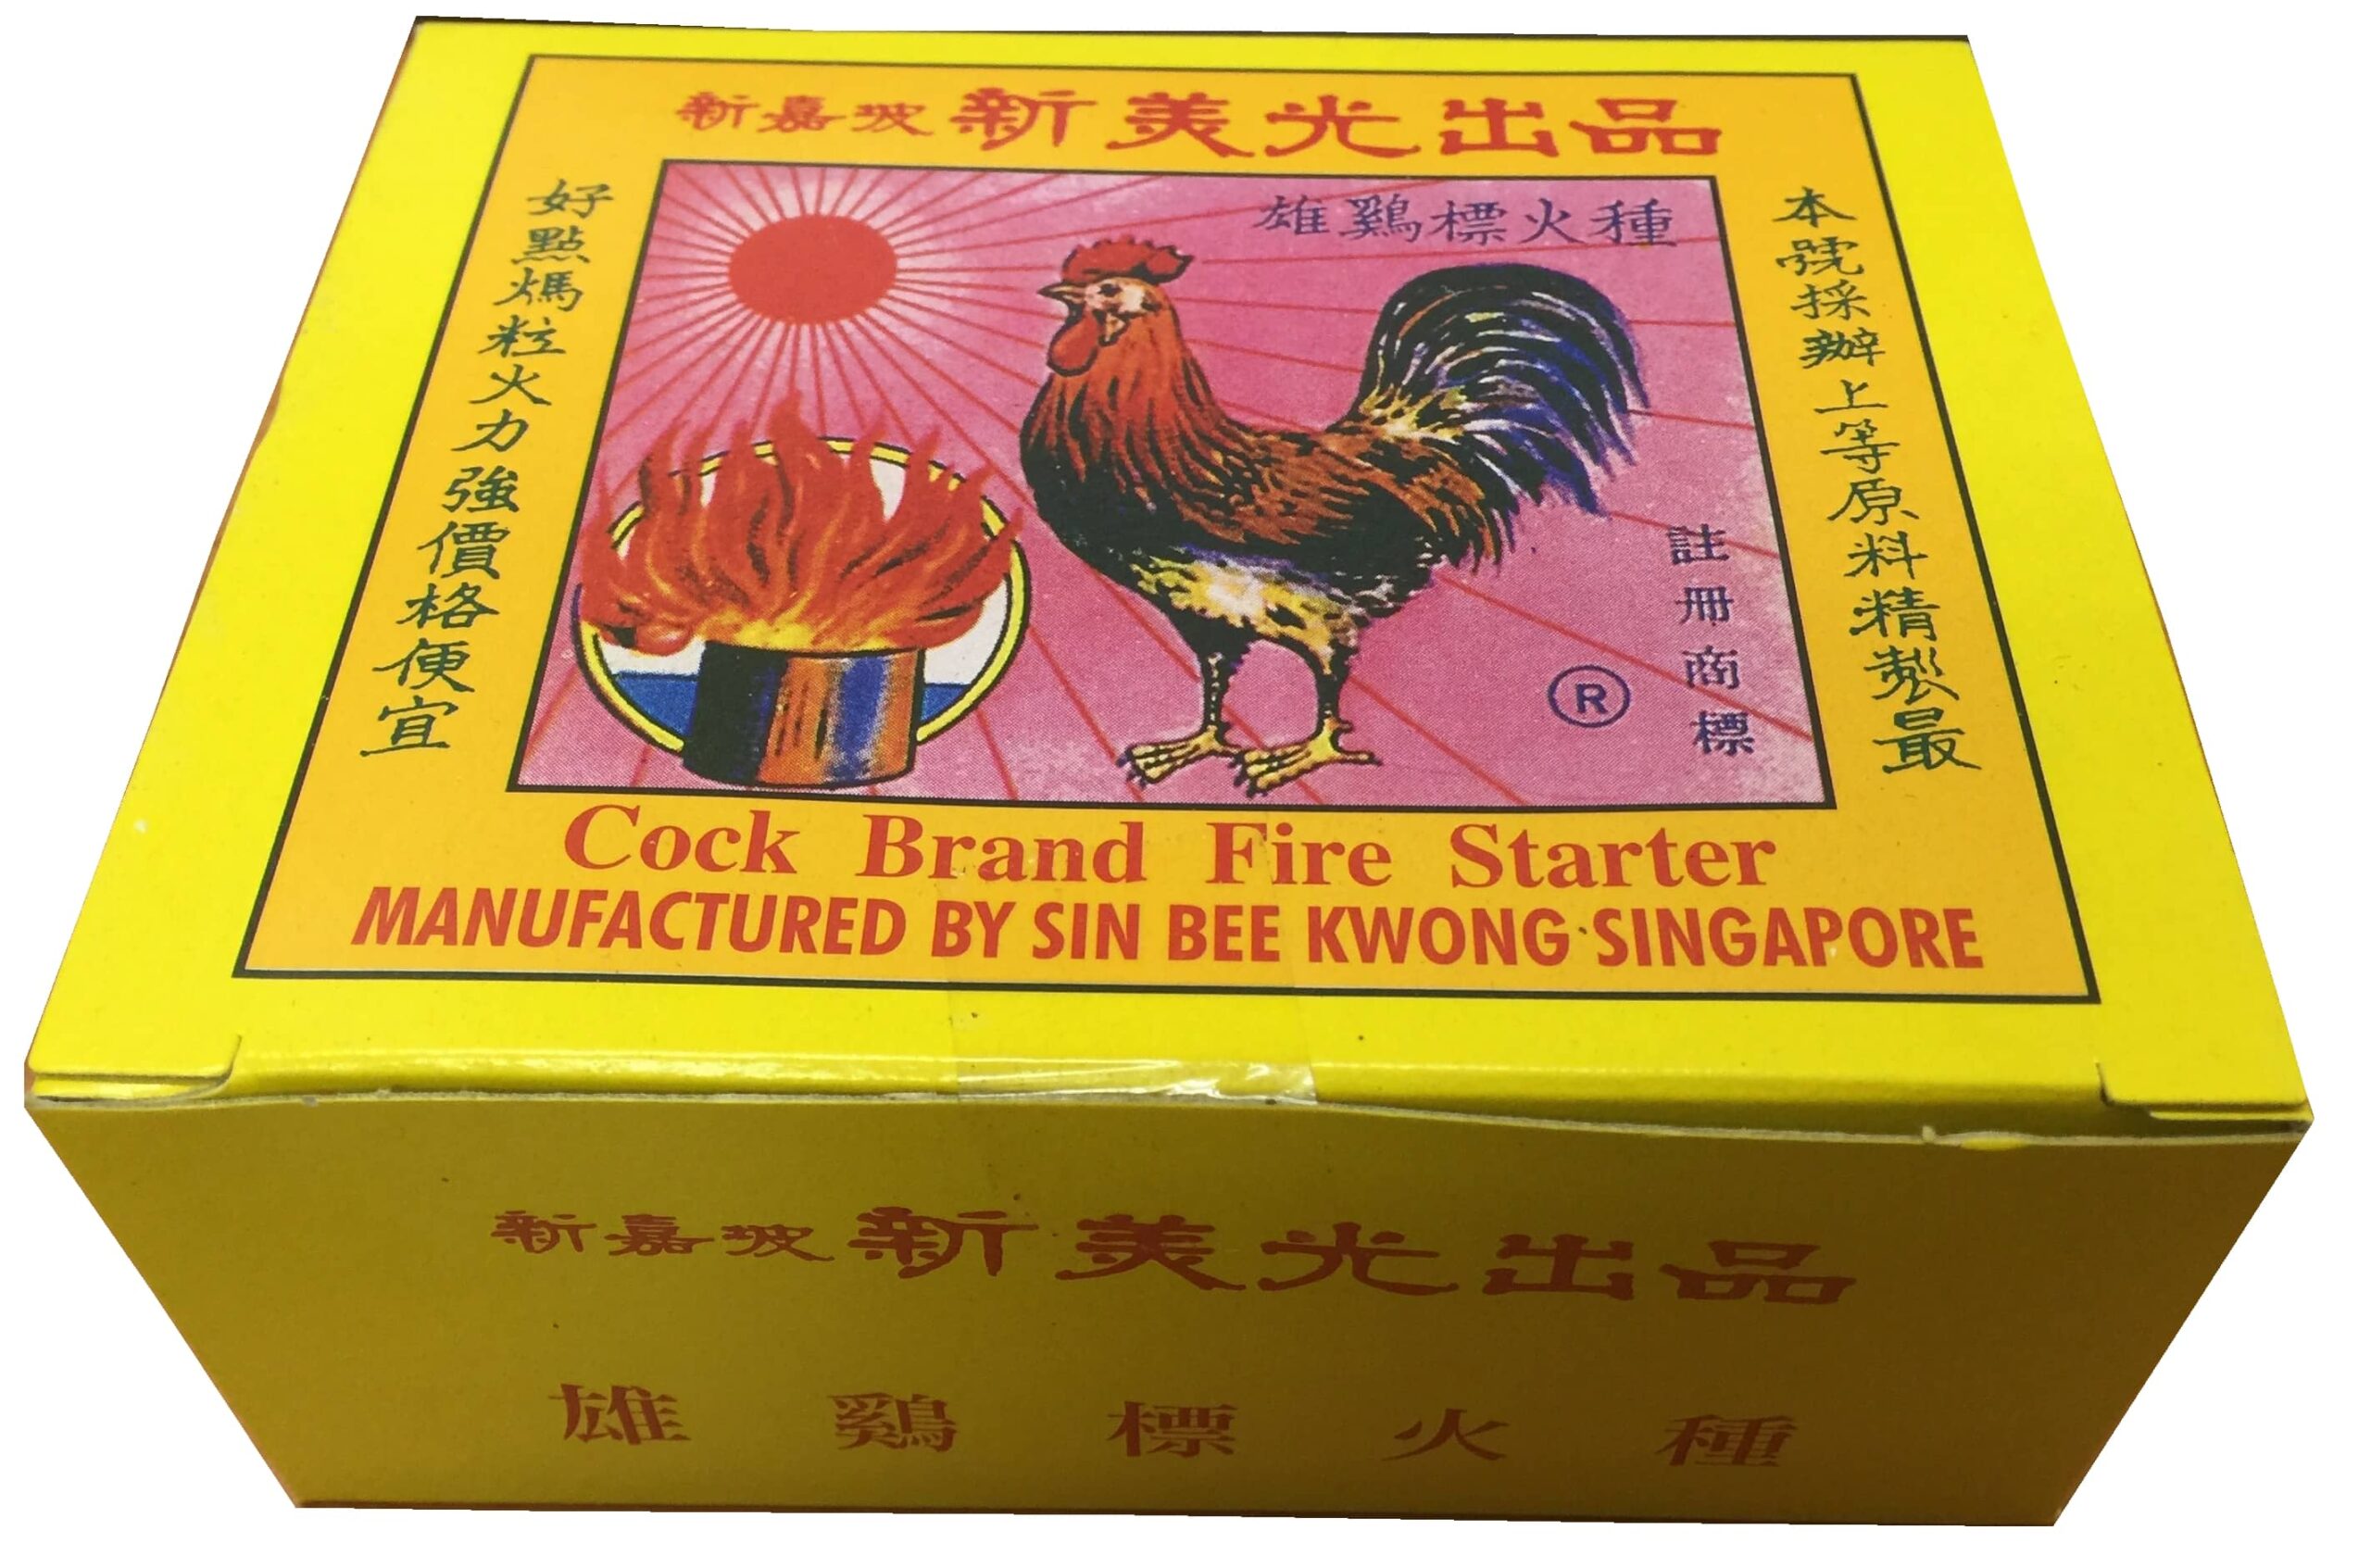 新嘉坡新美光出品
雄鷄標火種
本號採辦上等原料精製最
好點燃粒火力強價格便宜
註冊商標
®
Cock Brand Fire Starter
MANUFACTURED BY SIN BEE KWONG·SINGAPORE
新嘉坡新美光出品
雄鷄標火種